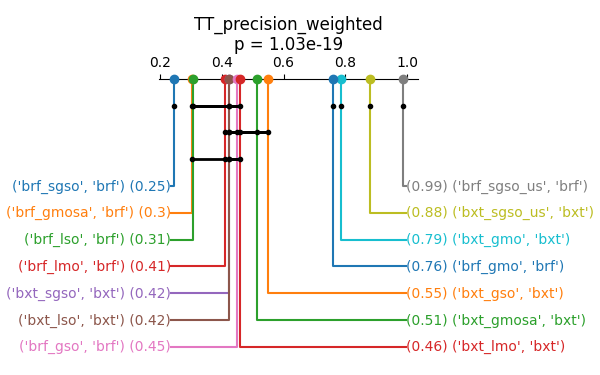 TT_precision_weighted
p = 1.03e-19
0.2 0.4 0.6 0.8 1.0
('brf_sgso', 'brf') (0.25) (0.99) ('brf_sgso_us', 'brf')
('brf_gmosa', 'brf') (0.3) (0.88) ('bxt_sgso_us', 'bxt')
('brf_lso', 'brf') (0.31) (0.79) ('bxt_gmo', 'bxt')
('brf_lmo', 'brf') (0.41) (0.76) ('brf_gmo', 'brf')
('bxt_sgso', 'bxt') (0.42) (0.55) ('bxt_gso', 'bxt')
('bxt_lso', 'bxt') (0.42) (0.51) ('bxt_gmosa', 'bxt')
('brf_gso', 'brf') (0.45) (0.46) ('bxt_lmo', 'bxt')